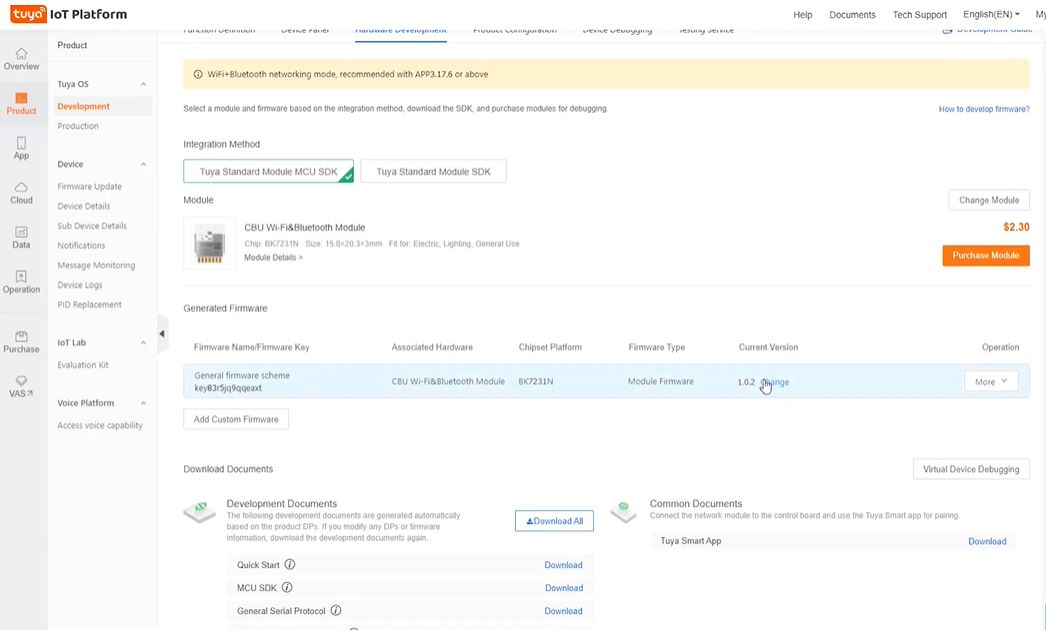 tuya IoT Platform
Help
Documents
Tech Support
English(EN)
My
Overview
Product
App
Cloud
Data
Operation
Purchase
VAS
Product
Tuya OS
Development
Production
Device
Firmware Update
Device Details
Sub Device Details
Notifications
Message Monitoring
Device Logs
PID Replacement
IoT Lab
Evaluation Kit
Voice Platform
Access voice capability
Function Definition
Device Panel
Hardware Development
Product Configuration
Device Debugging
Testing Service
Development Guide
WiFi+Bluetooth networking mode, recommended with APP3.17.6 or above
Select a module and firmware based on the integration method, download the SDK, and purchase modules for debugging.
How to develop firmware?
Integration Method
Tuya Standard Module MCU SDK
Tuya Standard Module SDK
Module
Change Module
CBU Wi-Fi&Bluetooth Module
$2.30
Chip: BK7231N Size: 15.8×20.3×3mm Fit for: Electric, Lighting, General Use
Module Details >
Purchase Module
Generated Firmware
Firmware Name/Firmware Key
Associated Hardware
Chipset Platform
Firmware Type
Current Version
Operation
General firmware scheme
key83r5jq9qqeaxt
CBU Wi-Fi&Bluetooth Module
BK7231N
Module Firmware
1.0.2 Change
More
Add Custom Firmware
Download Documents
Virtual Device Debugging
Development Documents
The following development documents are generated automatically
based on the product DPs. If you modify any DPs or firmware
information, download the development documents again.
Download All
Quick Start
Download
MCU SDK
Download
General Serial Protocol
Download
Common Documents
Connect the network module to the control board and use the Tuya Smart app for pairing.
Tuya Smart App
Download